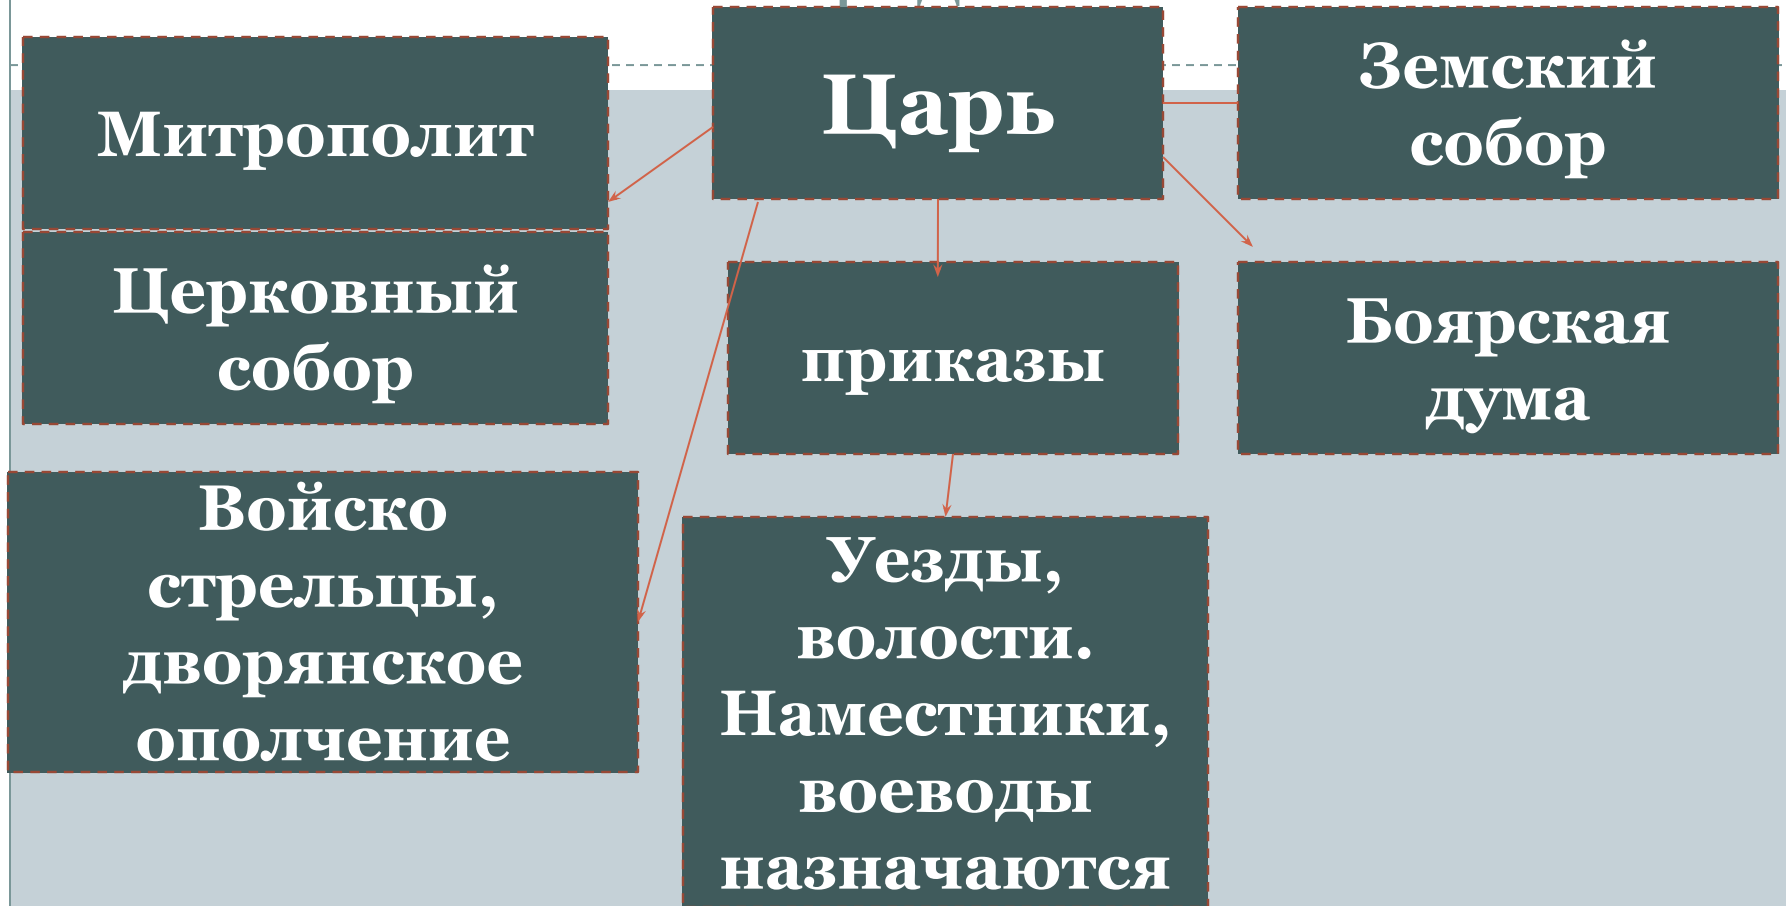 Митрополит
Царь
Земский
собор
Церковный
собор
приказы
Боярская
дума
Войско
стрельцы,
дворянское
ополчение
Уезды,
волости.
Наместники,
воеводы
назначаются